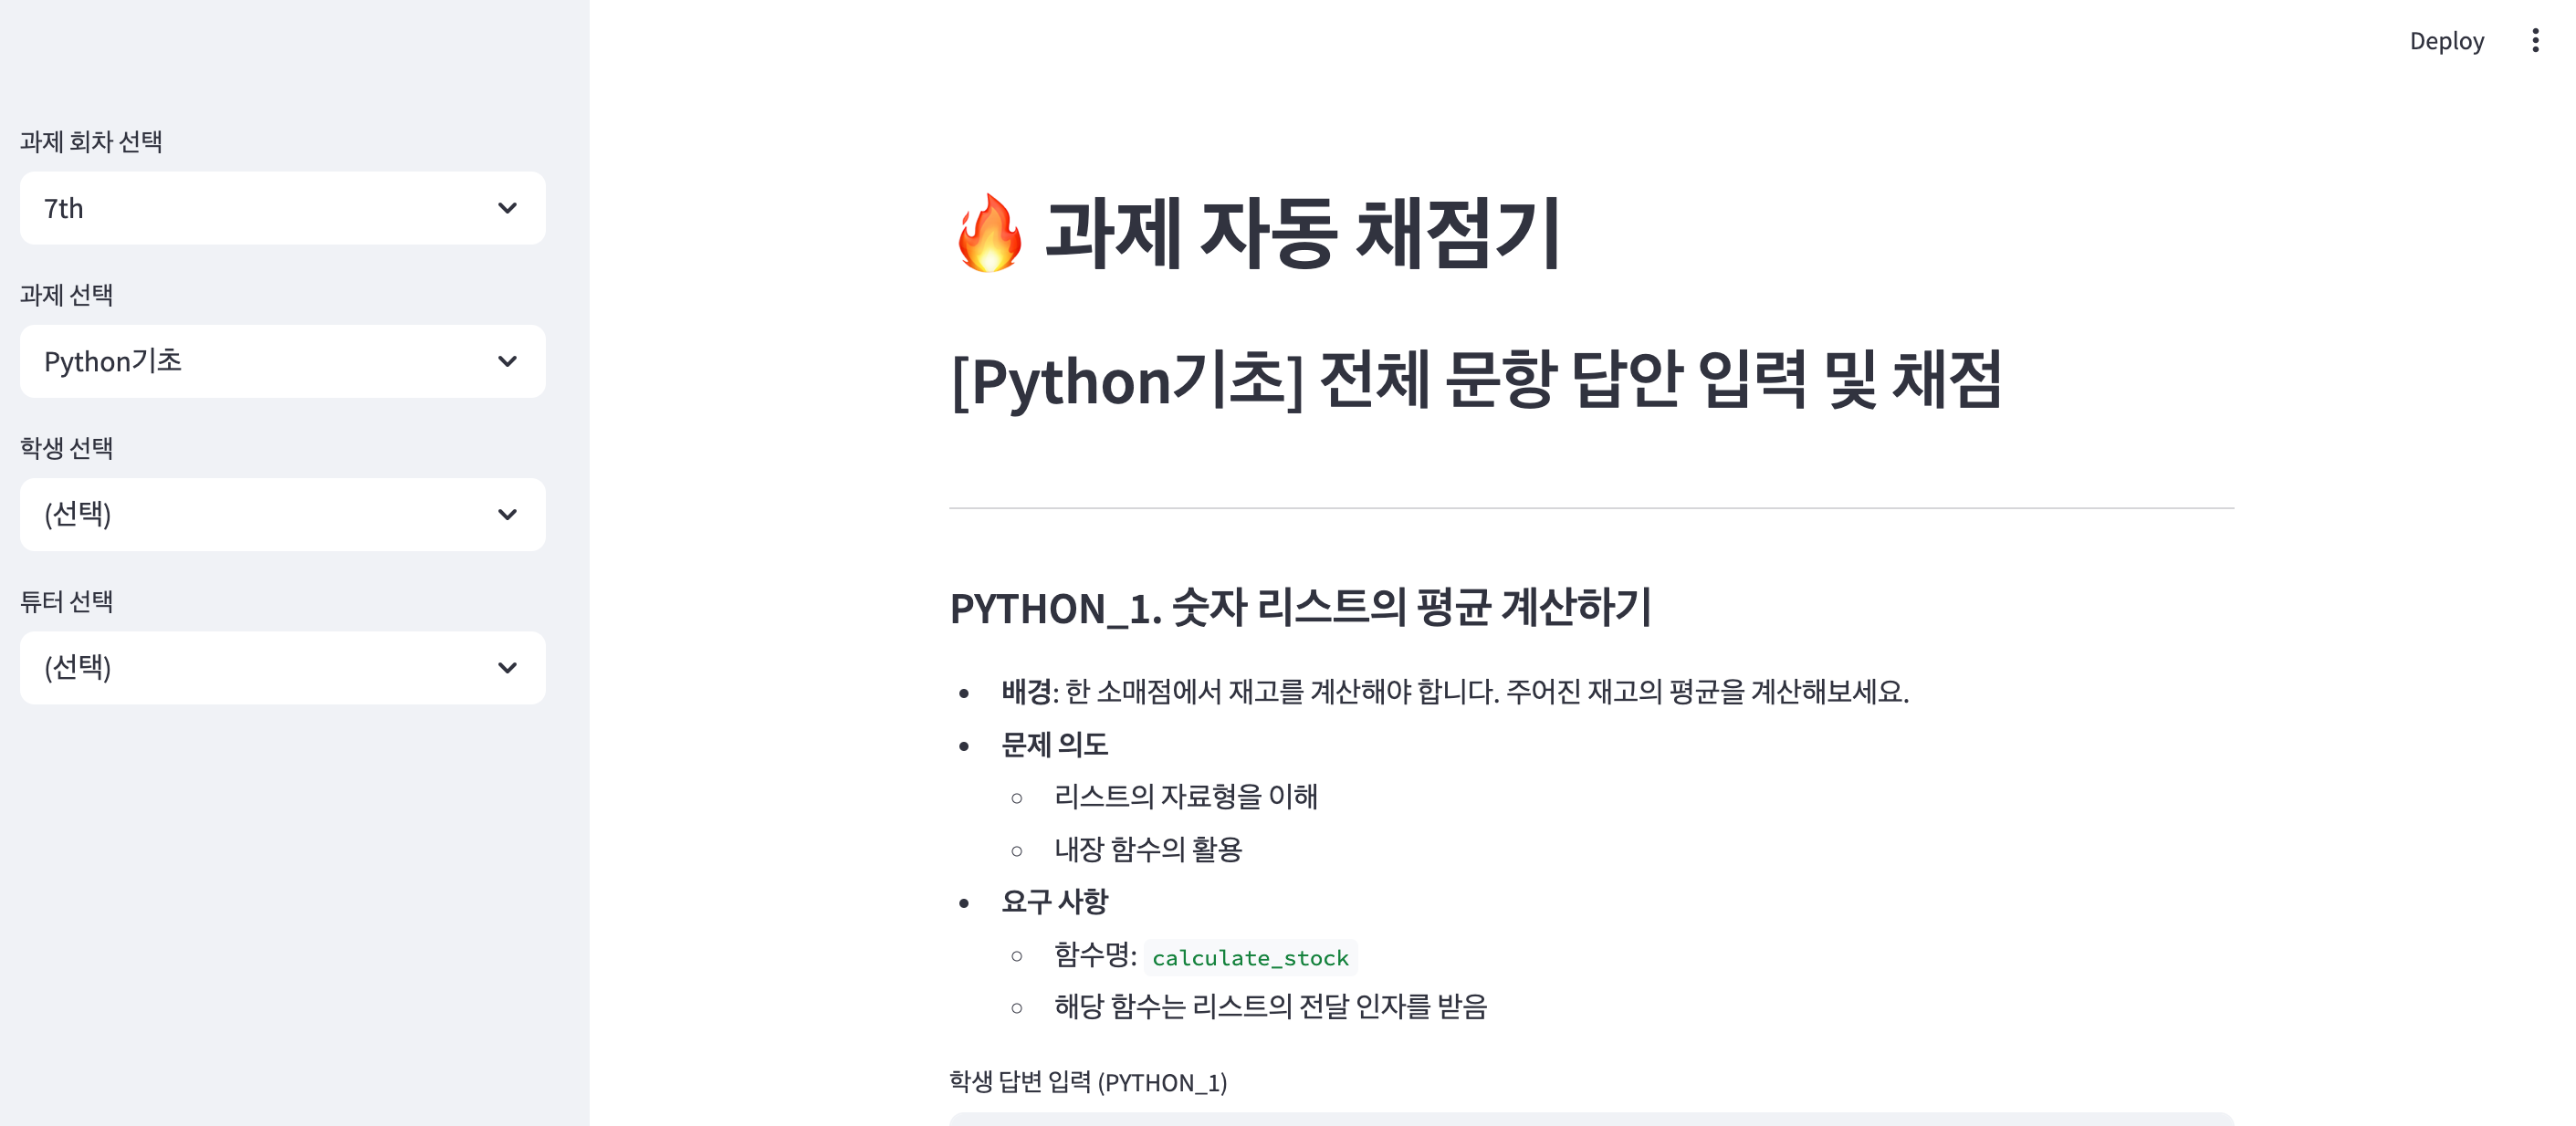 Deploy
과제 회차 선택
7th
과제 선택
Python기초
학생 선택
(선택)
튜터 선택
(선택)
🔥 과제 자동 채점기
[Python기초] 전체 문항 답안 입력 및 채점
PYTHON_1. 숫자 리스트의 평균 계산하기
배경: 한 소매점에서 재고를 계산해야 합니다. 주어진 재고의 평균을 계산해보세요.
문제 의도
리스트의 자료형을 이해
내장 함수의 활용
요구 사항
함수명: calculate_stock
해당 함수는 리스트의 전달 인자를 받음
학생 답변 입력 (PYTHON_1)